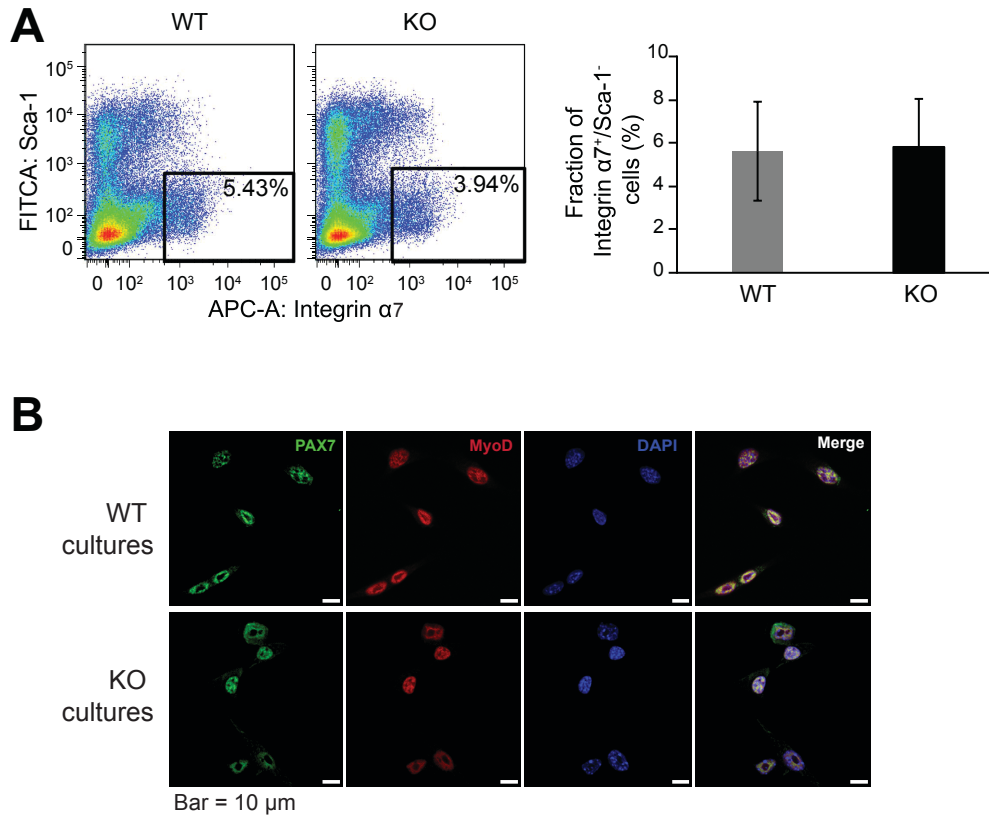 A
WT
KO
FITCA: Sca-1
10⁵
10⁴
10³
10²
0
5.43%
3.94%
0 10² 10³ 10⁴ 10⁵
0 10² 10³ 10⁴ 10⁵
APC-A: Integrin α7
Fraction of
Integrin α7⁺/Sca-1⁻
cells (%)
10
8
6
4
2
0
WT
KO
B
PAX7
MyoD
DAPI
Merge
WT
cultures
KO
cultures
Bar = 10 µm